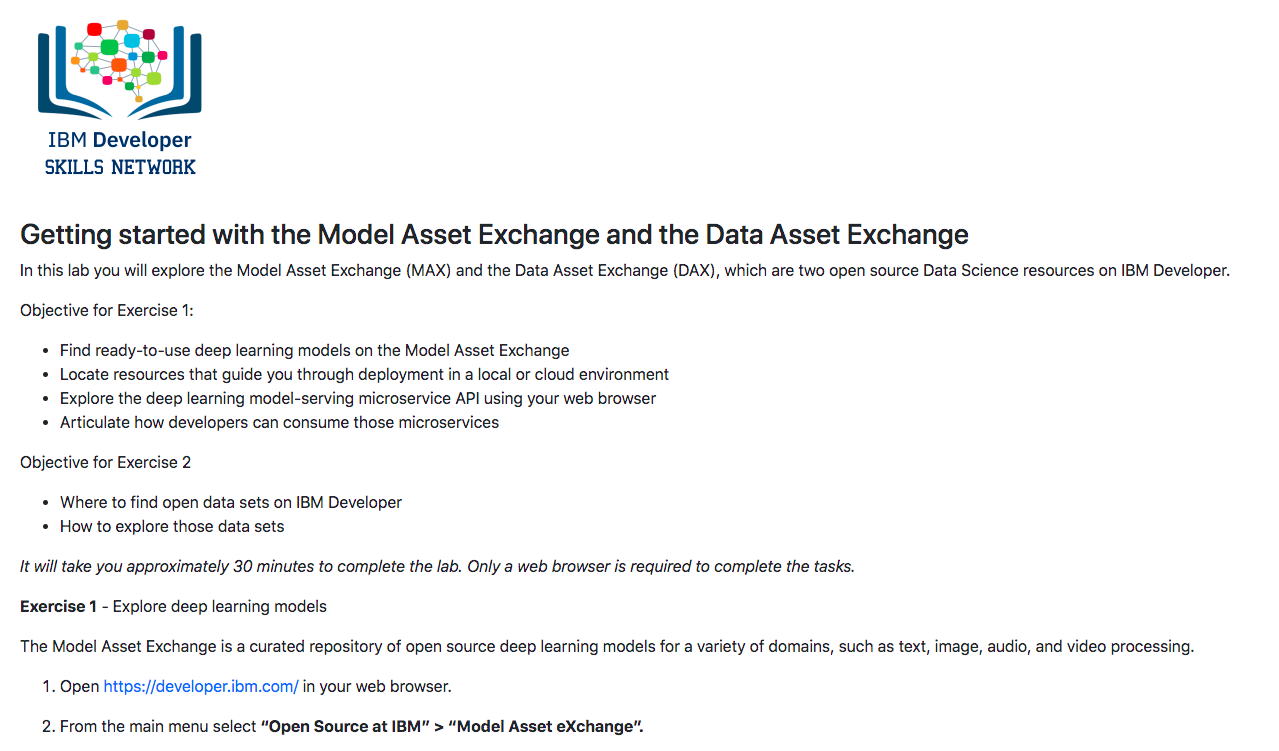 IBM Developer
SKILLS NETWORK
Getting started with the Model Asset Exchange and the Data Asset Exchange
In this lab you will explore the Model Asset Exchange (MAX) and the Data Asset Exchange (DAX), which are two open source Data Science resources on IBM Developer.
Objective for Exercise 1:
• Find ready-to-use deep learning models on the Model Asset Exchange
• Locate resources that guide you through deployment in a local or cloud environment
• Explore the deep learning model-serving microservice API using your web browser
• Articulate how developers can consume those microservices
Objective for Exercise 2
• Where to find open data sets on IBM Developer
• How to explore those data sets
It will take you approximately 30 minutes to complete the lab. Only a web browser is required to complete the tasks.
Exercise 1 - Explore deep learning models
The Model Asset Exchange is a curated repository of open source deep learning models for a variety of domains, such as text, image, audio, and video processing.
1. Open https://developer.ibm.com/ in your web browser.
2. From the main menu select “Open Source at IBM” > “Model Asset eXchange”.